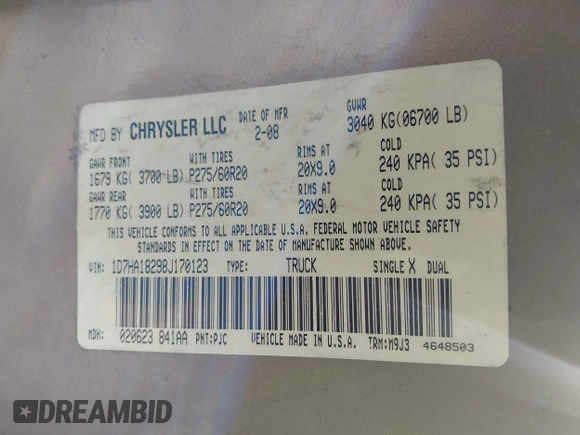 MFD BY CHRYSLER LLC DATE OF MFR 2-08 GVWR 3040 KG(06700 LB)
GAWR FRONT WITH TIRES RIMS AT COLD
1679 KG( 3700 LB) P275/60R20 20X9.0 240 KPA( 35 PSI)
GAWR REAR WITH TIRES RIMS AT COLD
1770 KG( 3900 LB) P275/60R20 20X9.0 240 KPA( 35 PSI)
THIS VEHICLE CONFORMS TO ALL APPLICABLE U.S.A. FEDERAL MOTOR VEHICLE SAFETY
STANDARDS IN EFFECT ON THE DATE OF MANUFACTURE SHOWN ABOVE.
VIN: 1D7HA18298J170123 TYPE: TRUCK SINGLE X DUAL
MDH: 020623 841AA PNT:PJC VEHICLE MADE IN U.S.A. TRM:M9J3 4648503
DREAMBID